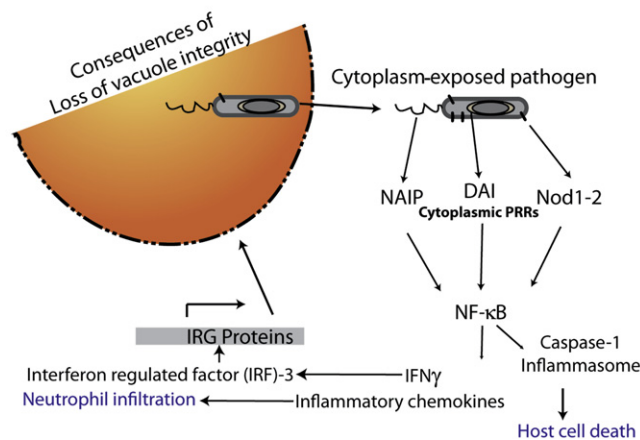 Consequences of
Loss of vacuole integrity
Cytoplasm-exposed pathogen
NAIP
DAI
Nod1-2
Cytoplasmic PRRs
NF-κB
Caspase-1
Inflammasome
IRG Proteins
Interferon regulated factor (IRF)-3
IFNγ
Neutrophil infiltration
Inflammatory chemokines
Host cell death